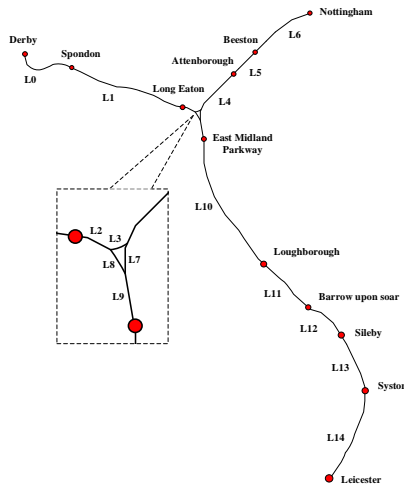 Nottingham
L6
Derby
Beeston
Spondon
Attenborough
L5
L0
L1
Long Eaton
L4
East Midland
Parkway
L2
L3
L7
L8
L10
L9
Loughborough
L11
Barrow upon soar
L12
Sileby
L13
Syston
L14
Leicester